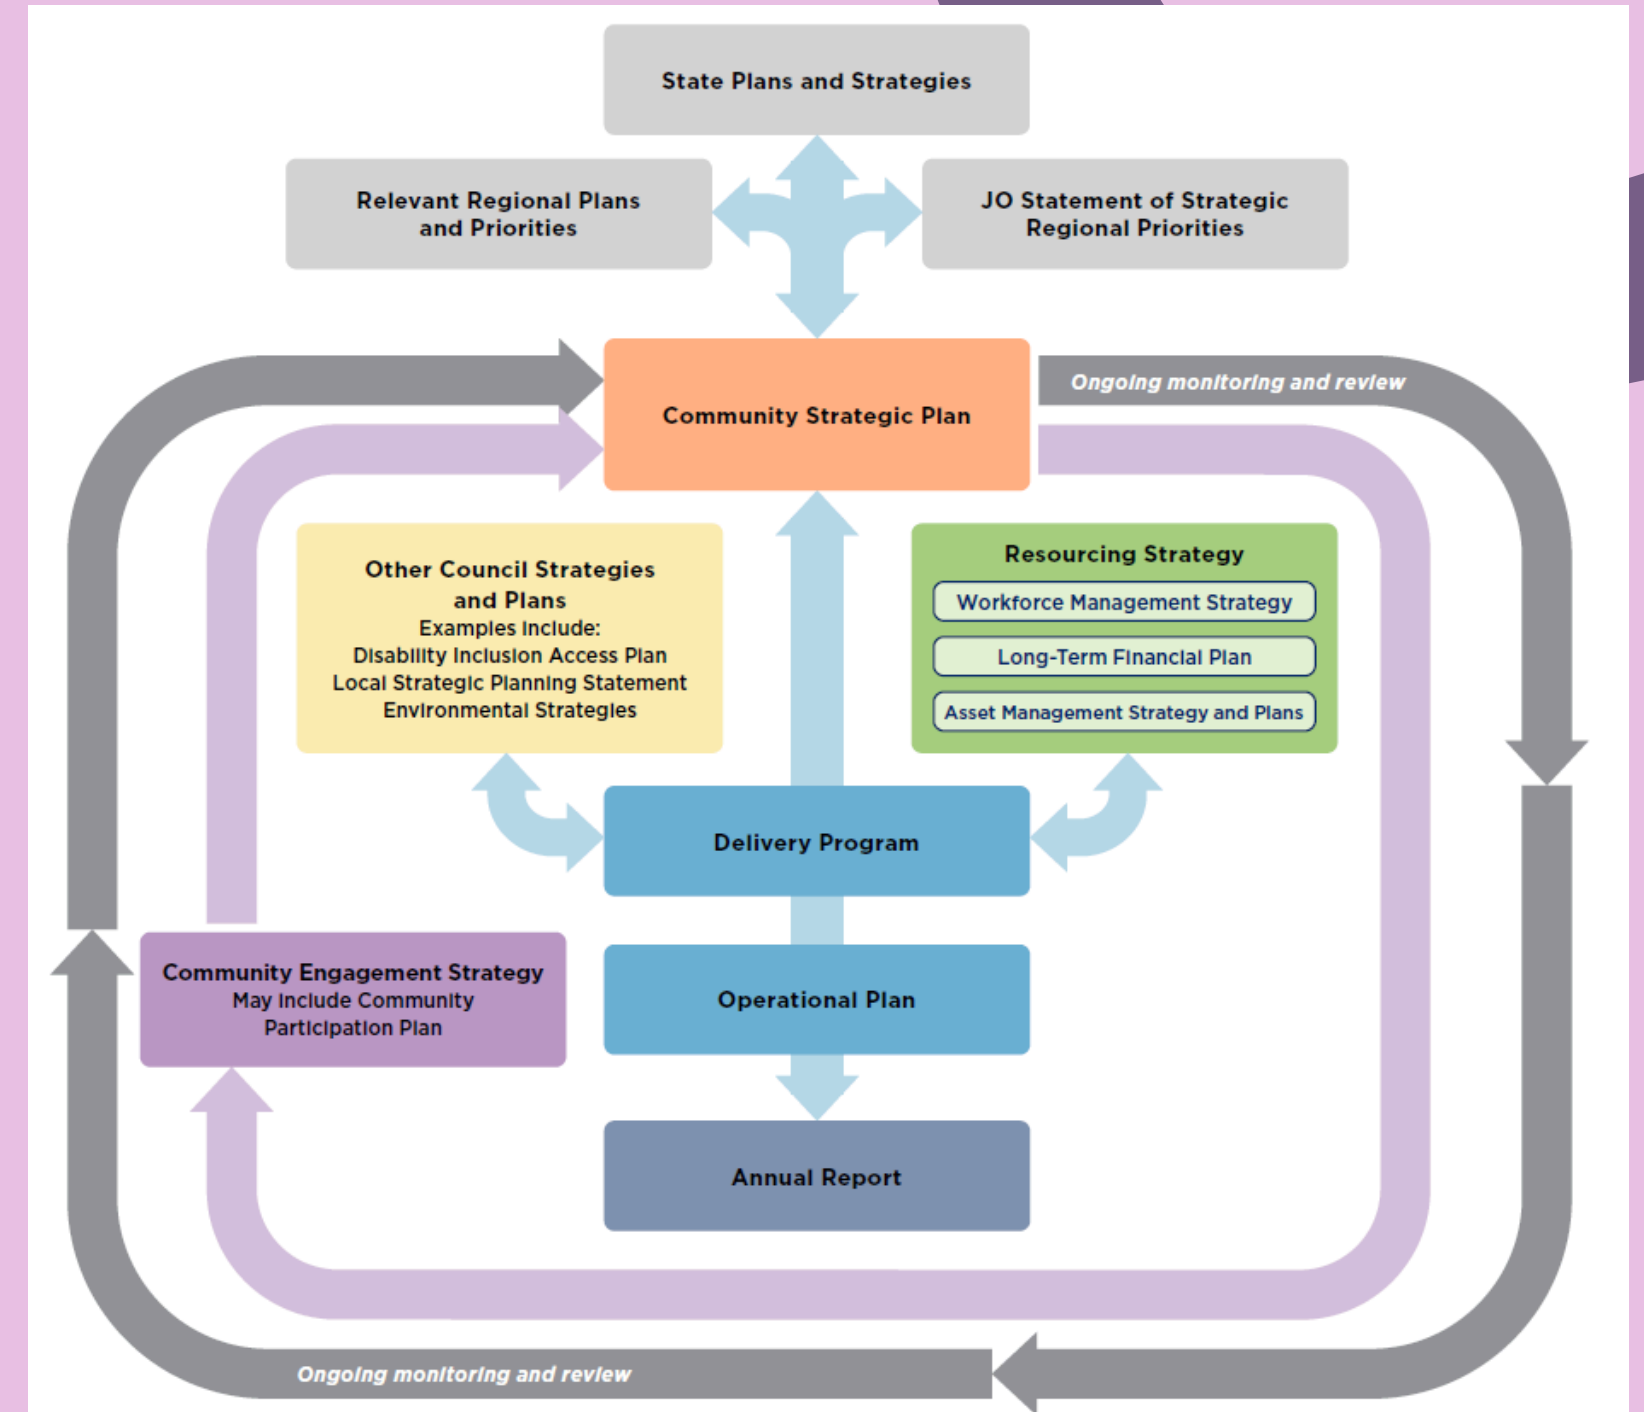 State Plans and Strategies
Relevant Regional Plans
and Priorities
JO Statement of Strategic
Regional Priorities
Community Strategic Plan
Ongoing monitoring and review
Other Council Strategies
and Plans
Examples Include:
Disability Inclusion Access Plan
Local Strategic Planning Statement
Environmental Strategies
Resourcing Strategy
Workforce Management Strategy
Long-Term Financial Plan
Asset Management Strategy and Plans
Delivery Program
Community Engagement Strategy
May Include Community
Participation Plan
Operational Plan
Annual Report
Ongoing monitoring and review